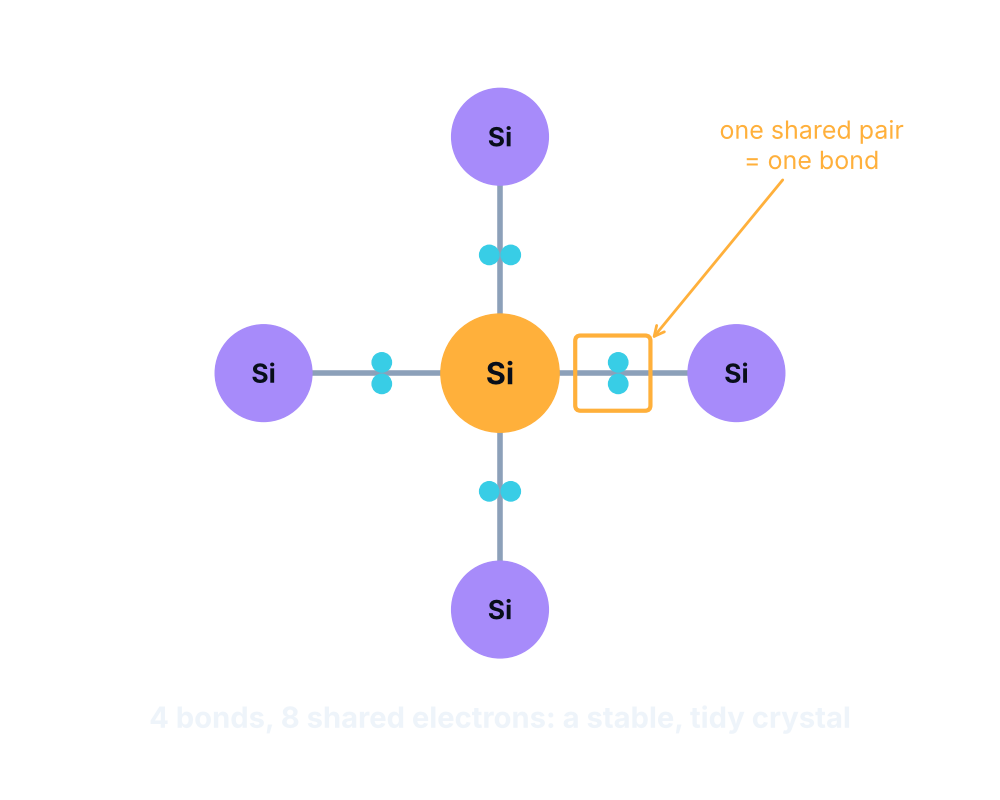 Si
one shared pair
= one bond
Si
Si
Si
Si
4 bonds, 8 shared electrons: a stable, tidy crystal